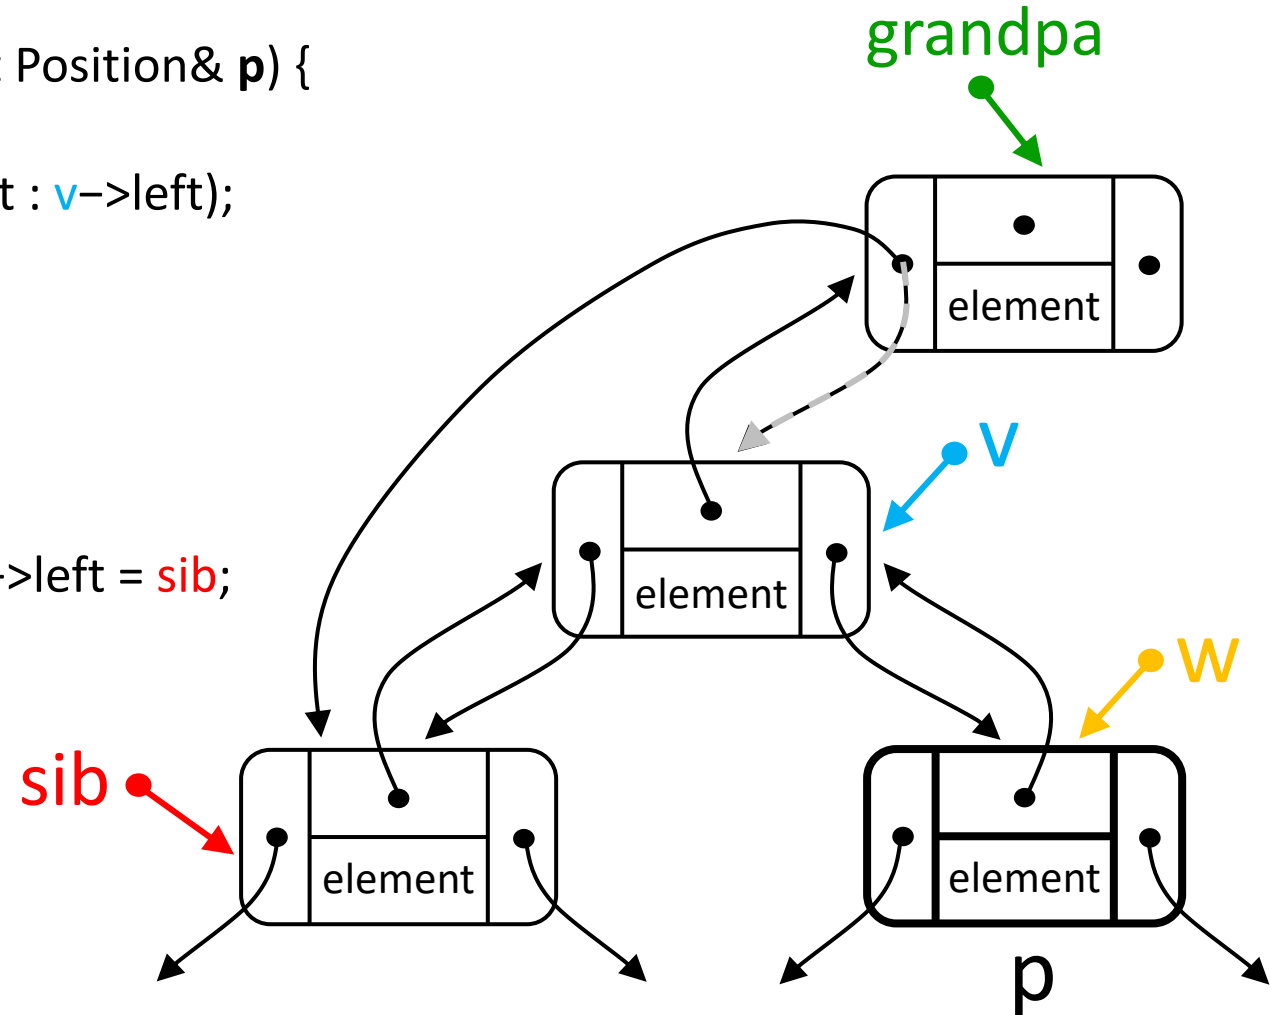 grandpa
Position& p) {
t : v−>left);
element
v
−>left = sib;
element
w
sib
element
element
p